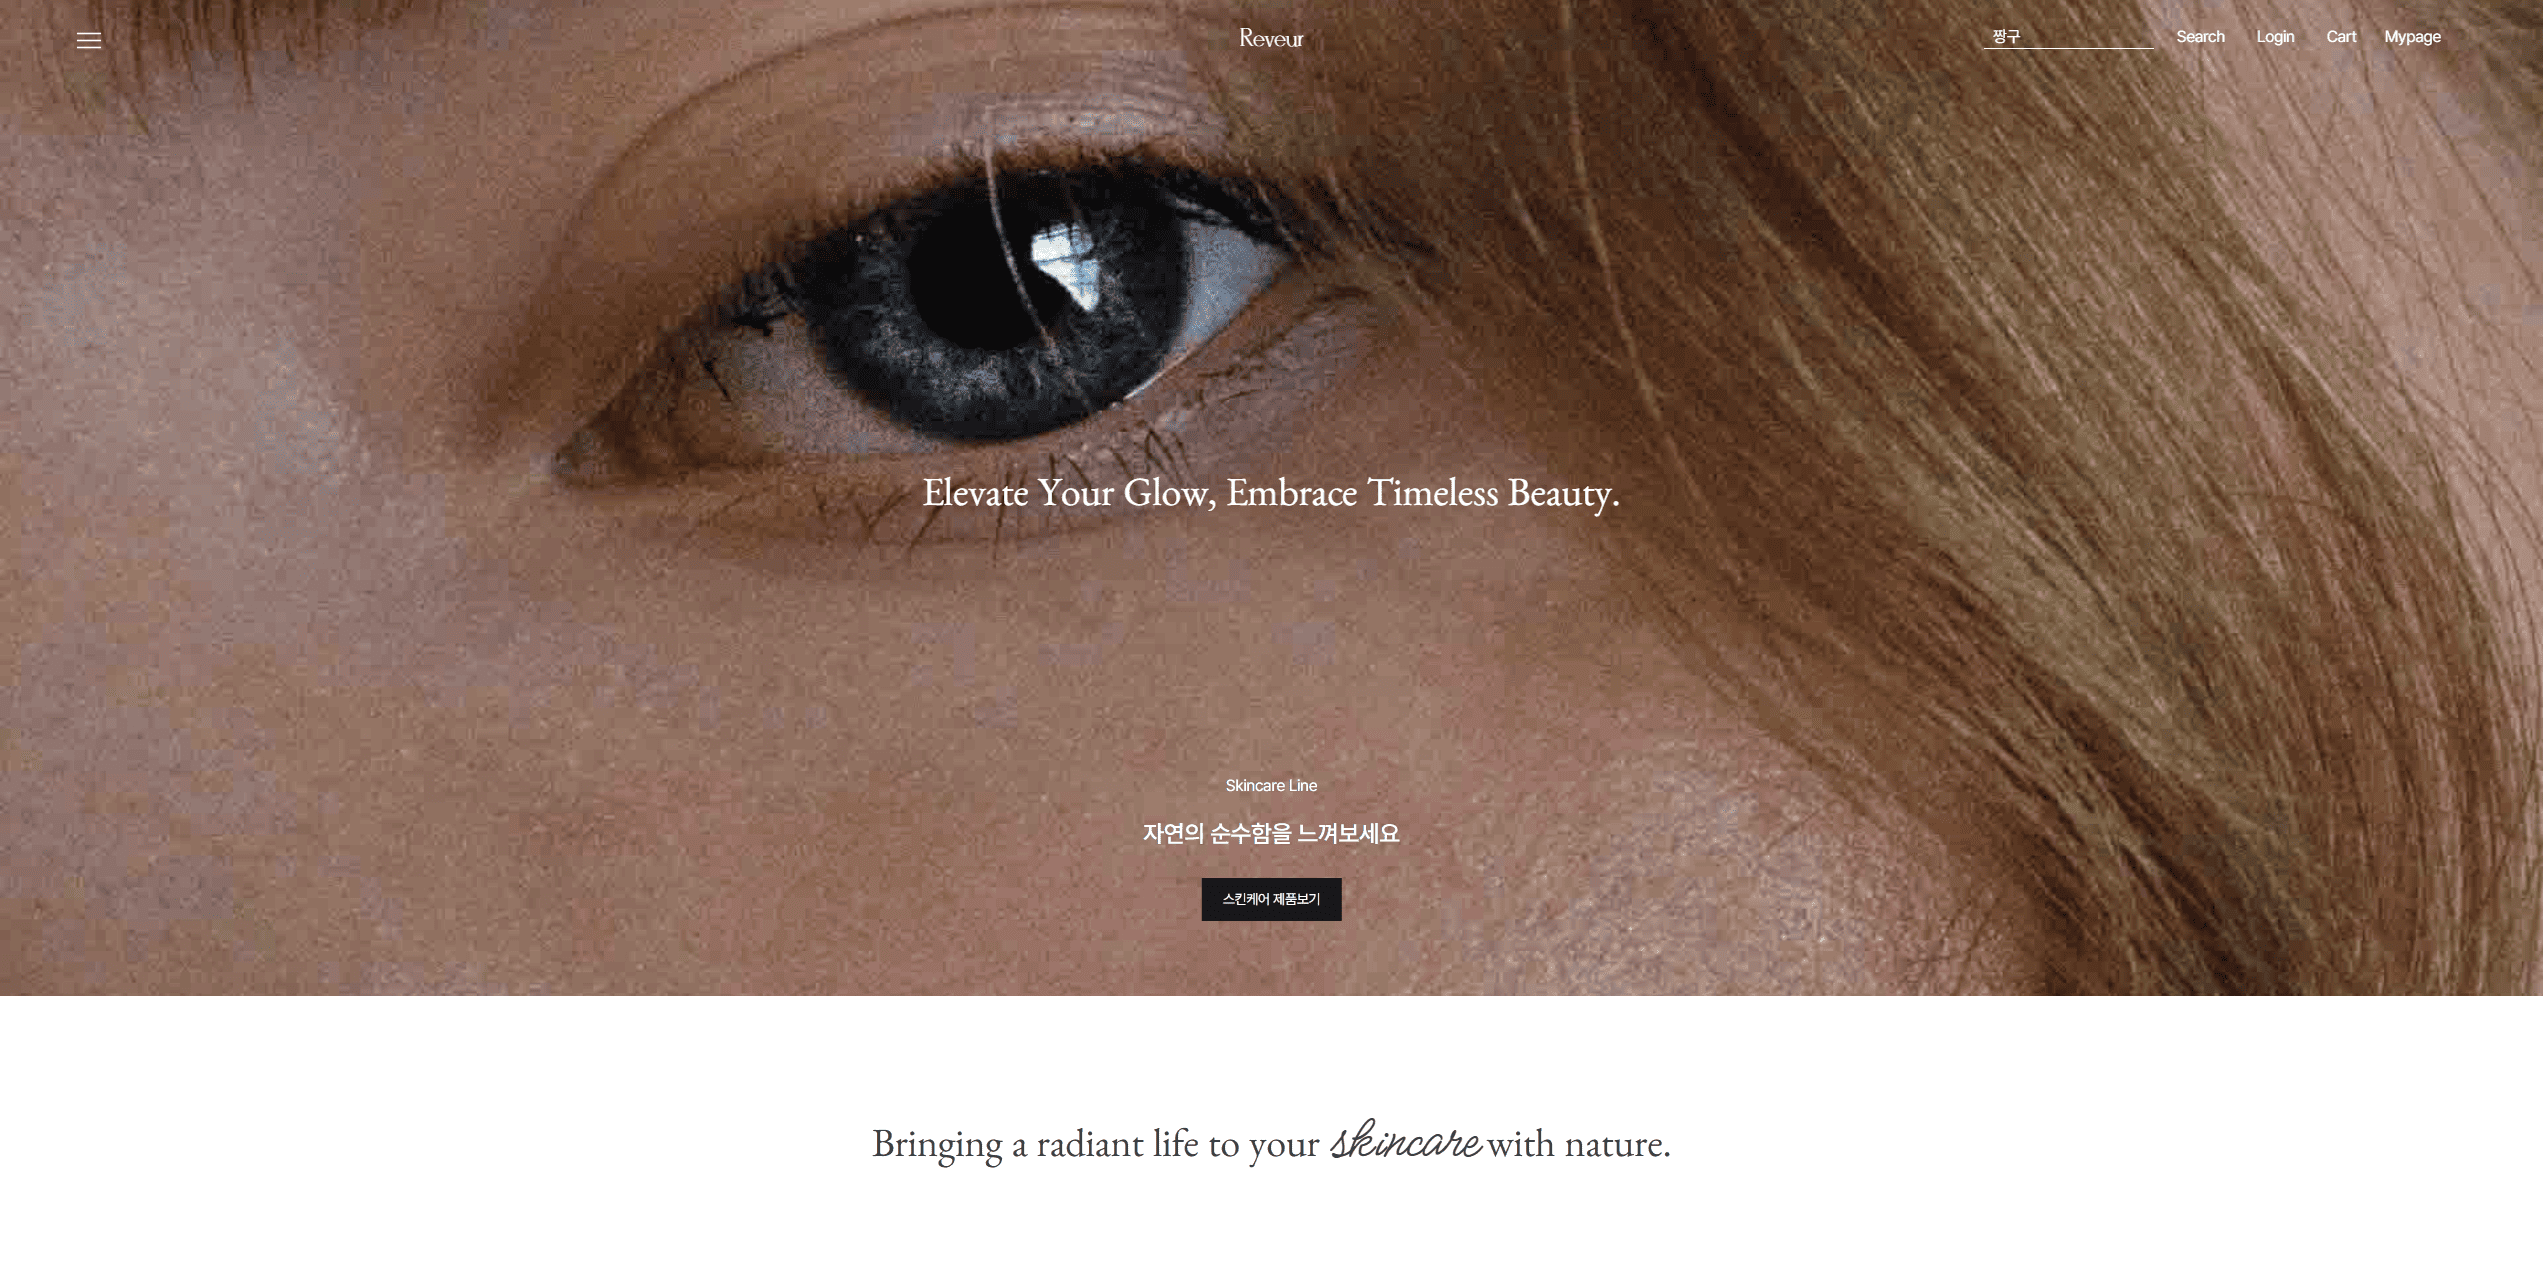 Reveur
짱구 Search Login Cart Mypage
Elevate Your Glow, Embrace Timeless Beauty.
Skincare Line
자연의 순수함을 느껴보세요
스킨케어 제품보기
Bringing a radiant life to your skincare with nature.